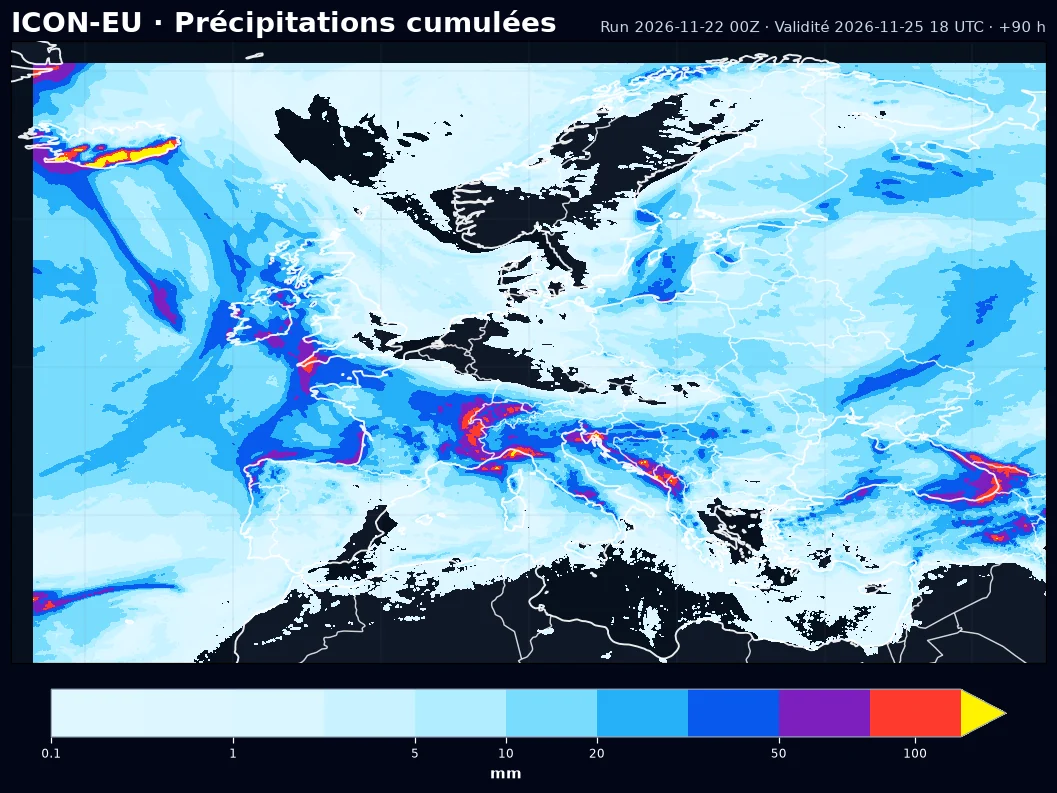 ICON-EU · Précipitations cumulées
Run 2026-11-22 00Z · Validité 2026-11-25 18 UTC · +90 h
0.1 1 5 10 20 50 100
mm